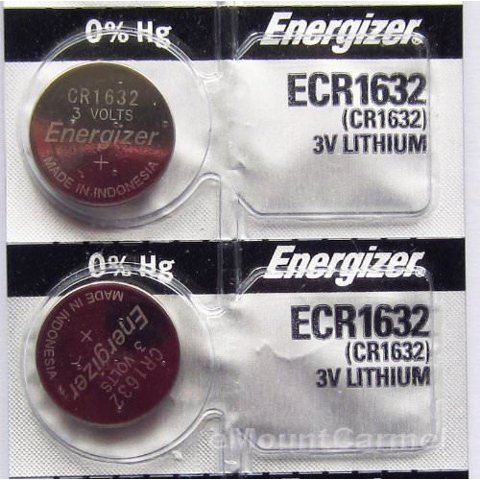 0% Hg
Energizer
CR1632
3 VOLTS
Energizer
+
MADE IN INDONESIA
ECR1632
(CR1632)
3V LITHIUM
0% Hg
Energizer
MADE IN INDONESIA
+
Energizer
3 VOLTS
CR1632
ECR1632
(CR1632)
3V LITHIUM
eMountCarmel